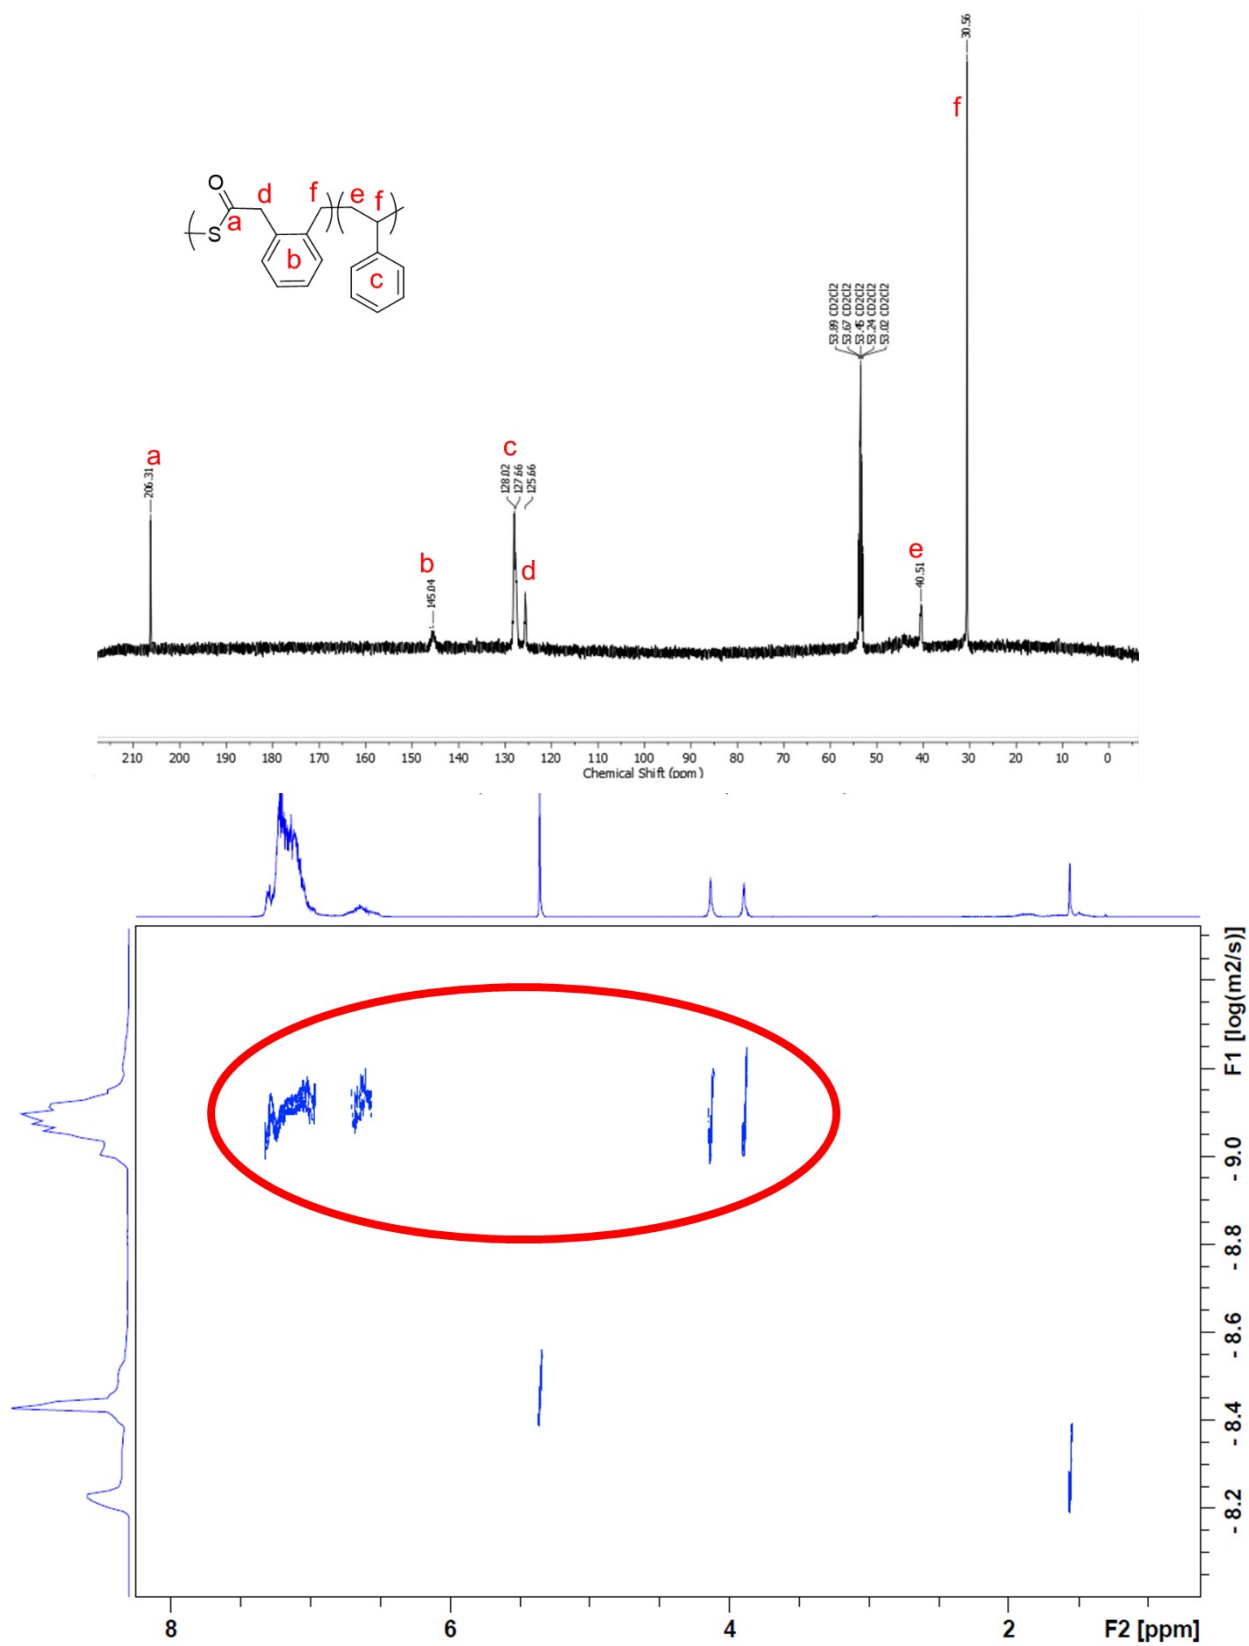 30.56
f
O
d
f
e
f
a
S
b
c
53.89 CD2Cl2
53.67 CD2Cl2
53.45 CD2Cl2
53.24 CD2Cl2
53.02 CD2Cl2
a
206.31
c
128.02
127.66
125.66
b
145.04
d
e
40.51
210 200 190 180 170 160 150 140 130 120 110 100 90 80 70 60 50 40 30 20 10 0
Chemical Shift (ppm)
F1 [log(m2/s)]
- 9.0
- 8.8
- 8.6
- 8.4
- 8.2
8 6 4 2 F2 [ppm]